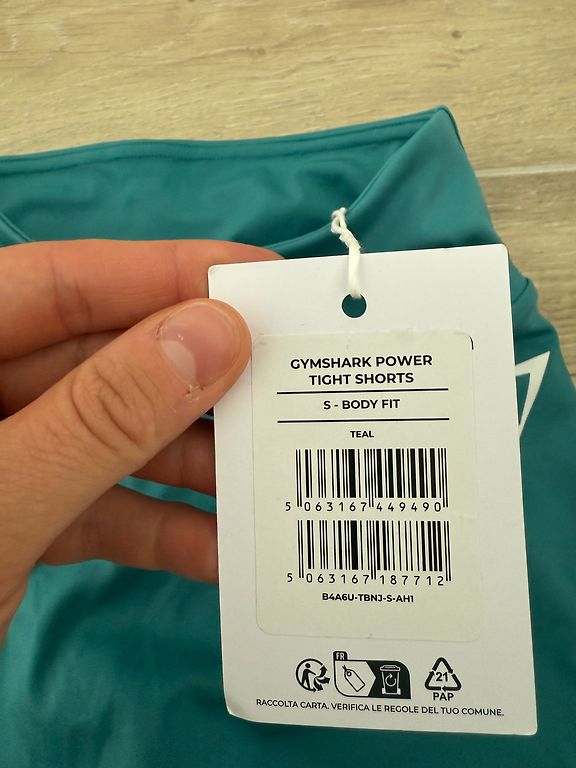 GYMSHARK POWER
TIGHT SHORTS
S - BODY FIT
TEAL
5 063167 449490
5 063167 187712
B4A6U-TBNJ-S-AH1
FR
21
PAP
RACCOLTA CARTA. VERIFICA LE REGOLE DEL TUO COMUNE.